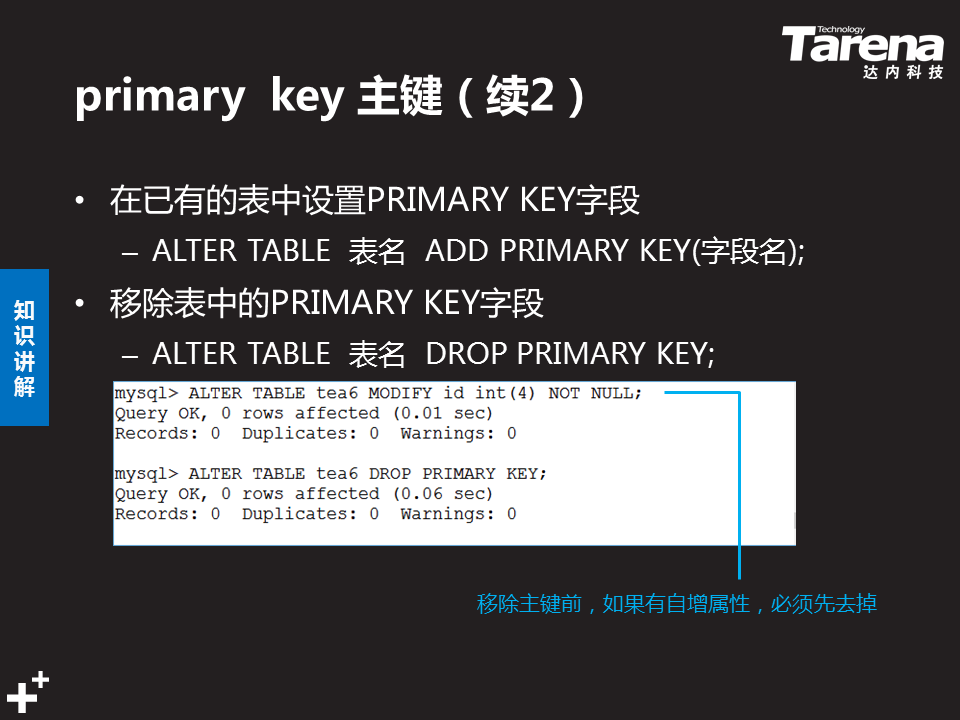 Technology
Tarena
达内科技
primary key 主键（续2）
• 在已有的表中设置PRIMARY KEY字段
– ALTER TABLE 表名 ADD PRIMARY KEY(字段名);
• 移除表中的PRIMARY KEY字段
– ALTER TABLE 表名 DROP PRIMARY KEY;
知
识
讲
解
mysql> ALTER TABLE tea6 MODIFY id int(4) NOT NULL;
Query OK, 0 rows affected (0.01 sec)
Records: 0  Duplicates: 0  Warnings: 0
mysql> ALTER TABLE tea6 DROP PRIMARY KEY;
Query OK, 0 rows affected (0.06 sec)
Records: 0  Duplicates: 0  Warnings: 0
移除主键前，如果有自增属性，必须先去掉